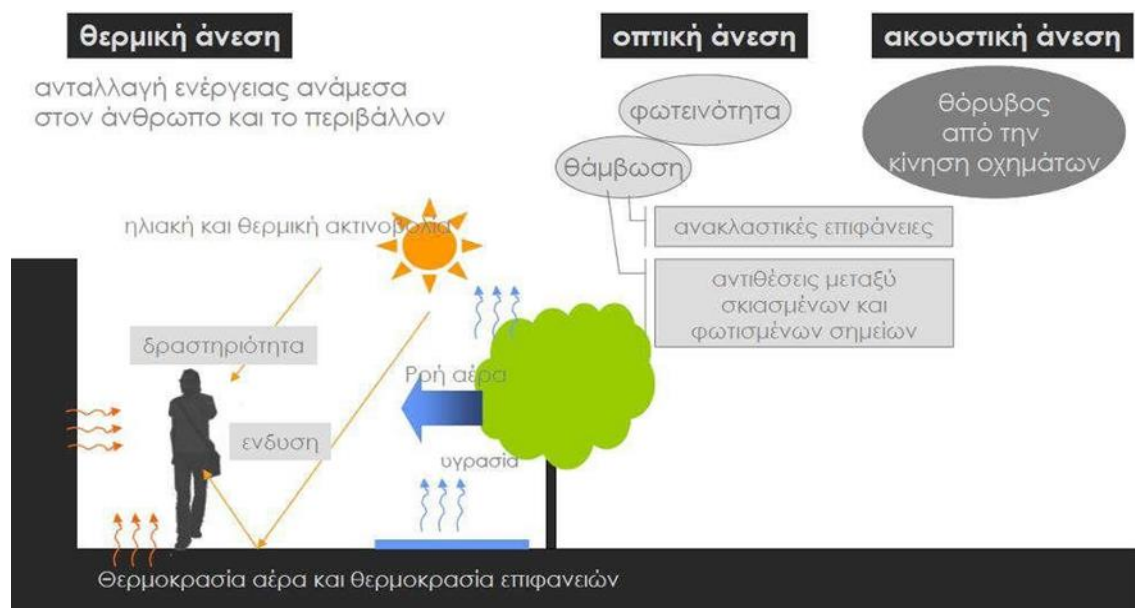 θερμική άνεση
οπτική άνεση
ακουστική άνεση
ανταλλαγή ενέργειας ανάμεσα
στον άνθρωπο και το περιβάλλον
φωτεινότητα
θάμβωση
θόρυβος
από την
κίνηση οχημάτων
ηλιακή και θερμική ακτινοβολία
ανακλαστικές επιφάνειες
αντιθέσεις μεταξύ
σκιασμένων και
φωτισμένων σημείων
δραστηριότητα
Ρρή αέρα
ενδυση
υγρασία
Θερμοκρασία αέρα και θερμοκρασία επιφανειών